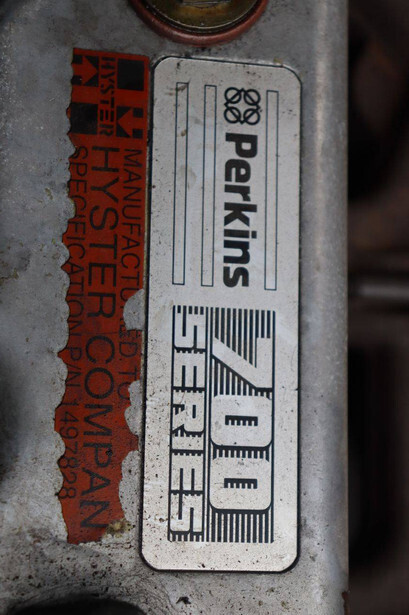 Perkins
700
SERIES
HYSTER
MANUFACTURED TO
HYSTER COMPAN
SPECIFICATION P/N 1497828